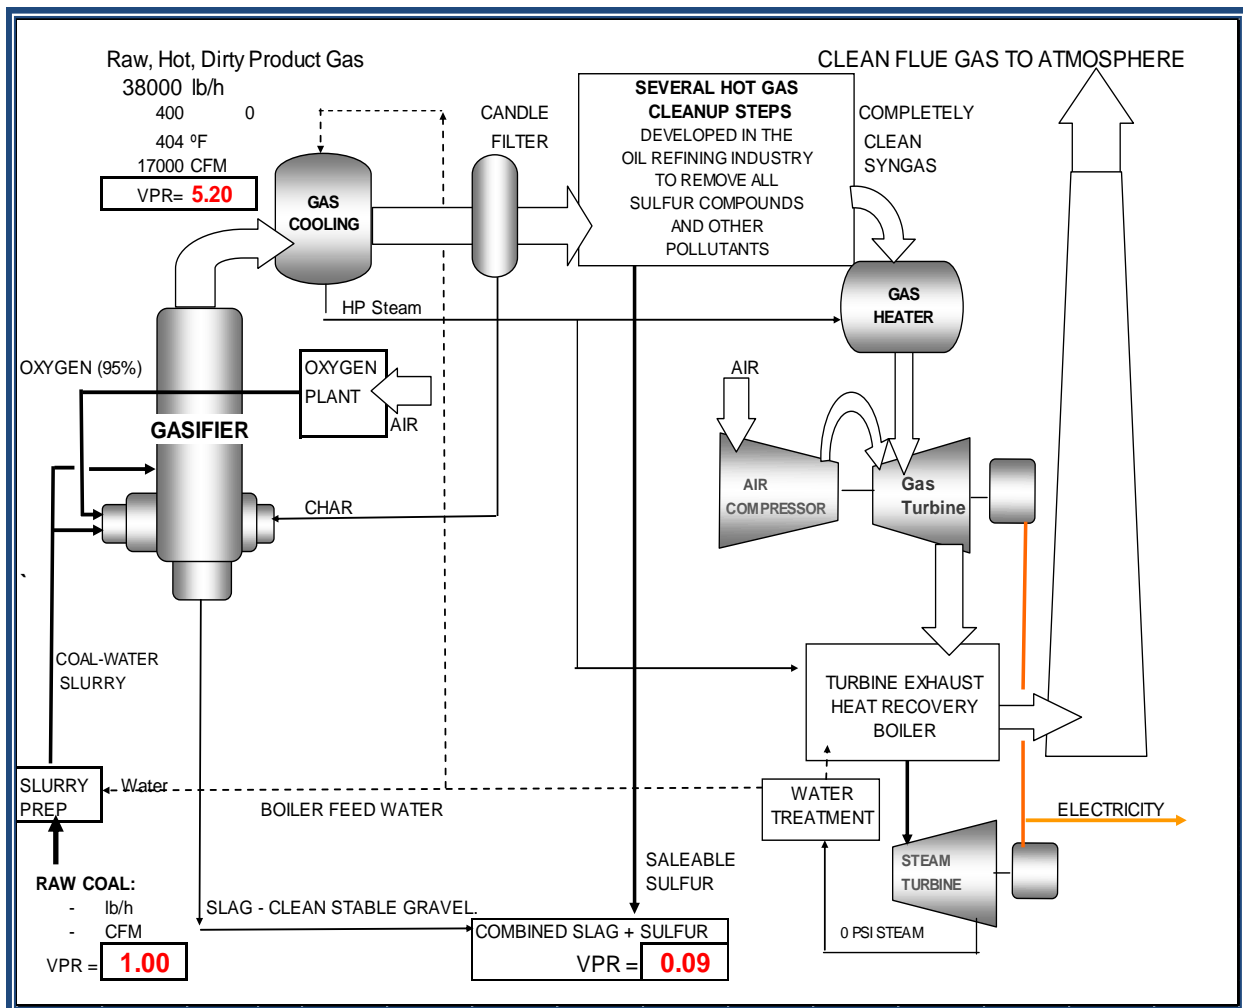 Raw, Hot, Dirty Product Gas
38000 lb/h
400 0
404 ºF
17000 CFM
VPR= 5.20
CLEAN FLUE GAS TO ATMOSPHERE
CANDLE
FILTER
SEVERAL HOT GAS
CLEANUP STEPS
DEVELOPED IN THE
OIL REFINING INDUSTRY
TO REMOVE ALL
SULFUR COMPOUNDS
AND OTHER
POLLUTANTS
COMPLETELY
CLEAN
SYNGAS
GAS
COOLING
HP Steam
GAS
HEATER
OXYGEN (95%)
OXYGEN
PLANT
AIR
AIR
GASIFIER
AIR
COMPRESSOR
Gas
Turbine
CHAR
`
COAL-WATER
SLURRY
TURBINE EXHAUST
HEAT RECOVERY
BOILER
SLURRY
PREP
Water
BOILER FEED WATER
WATER
TREATMENT
ELECTRICITY
STEAM
TURBINE
SALEABLE
SULFUR
RAW COAL:
- lb/h
- CFM
VPR = 1.00
SLAG - CLEAN STABLE GRAVEL.
COMBINED SLAG + SULFUR
VPR = 0.09
0 PSI STEAM